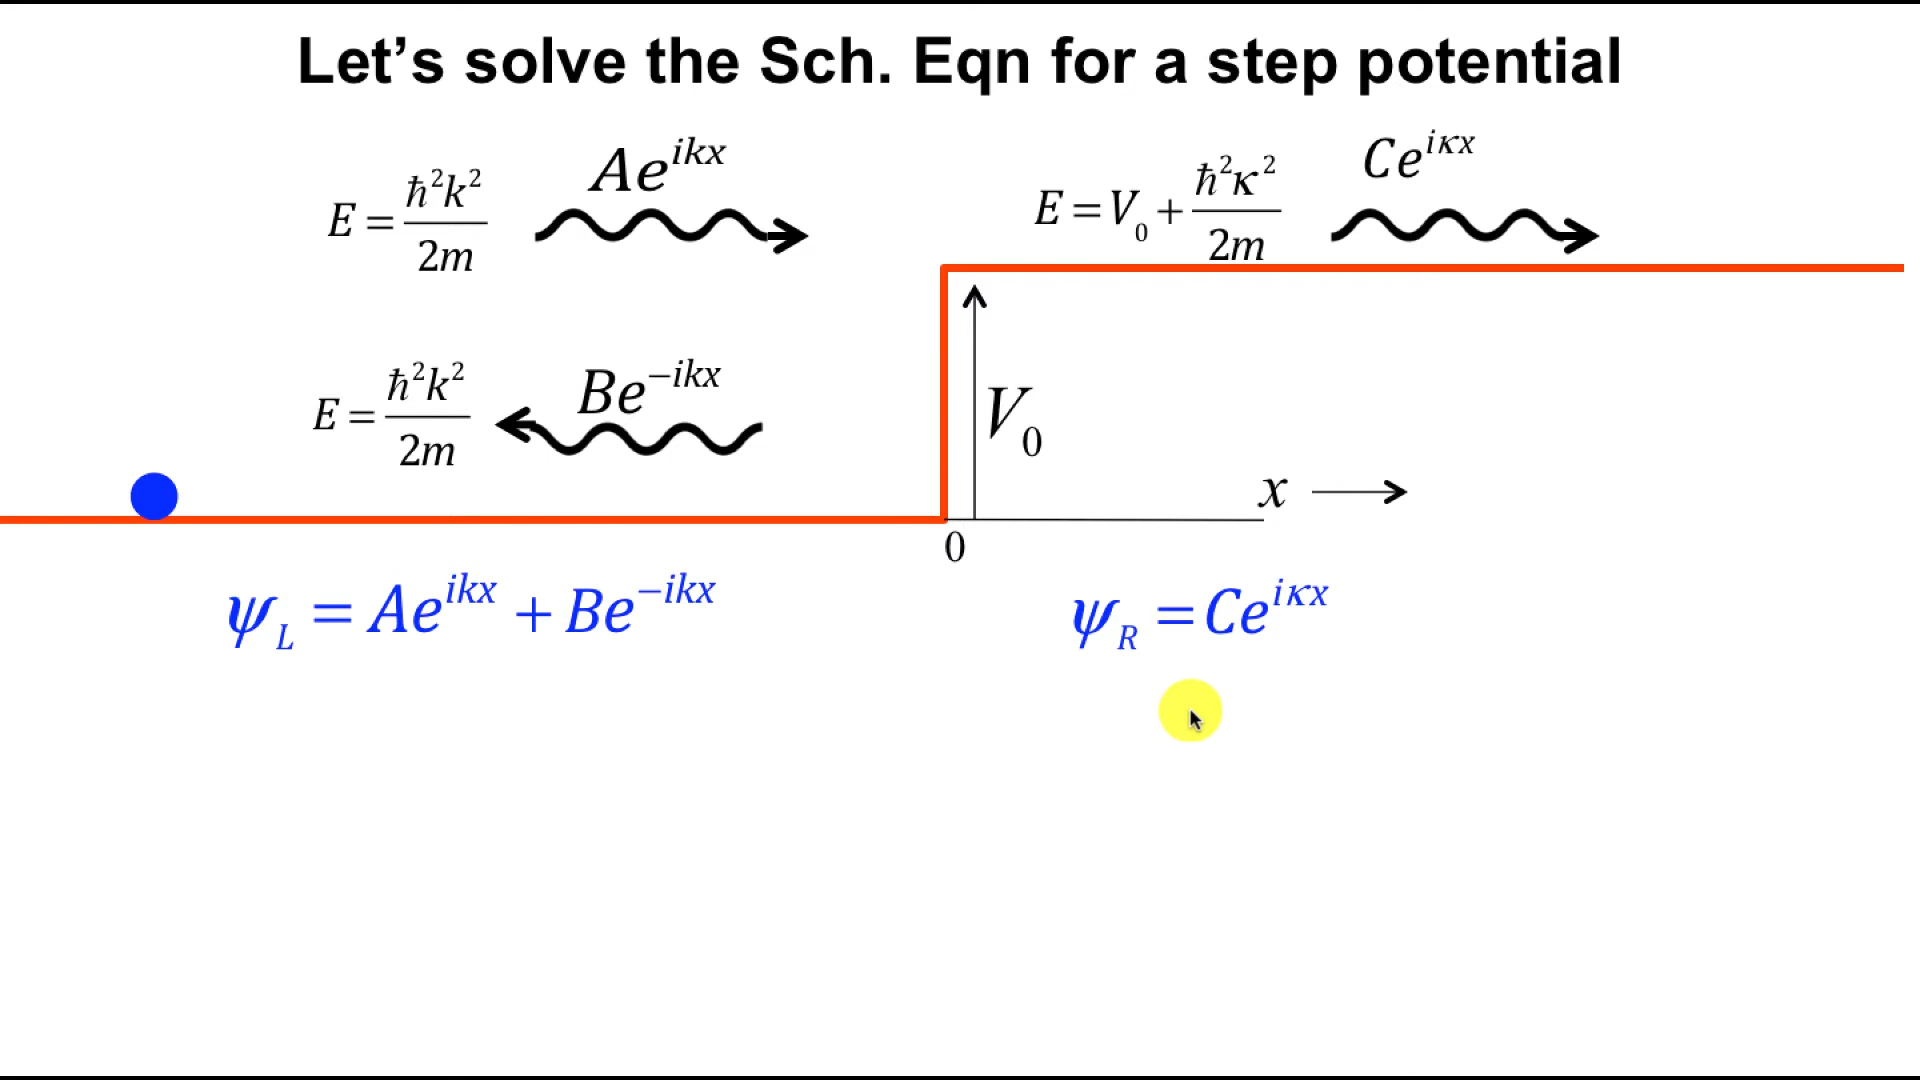 Let’s solve the Sch. Eqn for a step potential
E = ħ²k²/2m
Ae^{ikx}
E = V₀ + ħ²κ²/2m
Ce^{iκx}
E = ħ²k²/2m
Be^{−ikx}
V₀
x
0
ψ_L = Ae^{ikx} + Be^{−ikx}
ψ_R = Ce^{iκx}